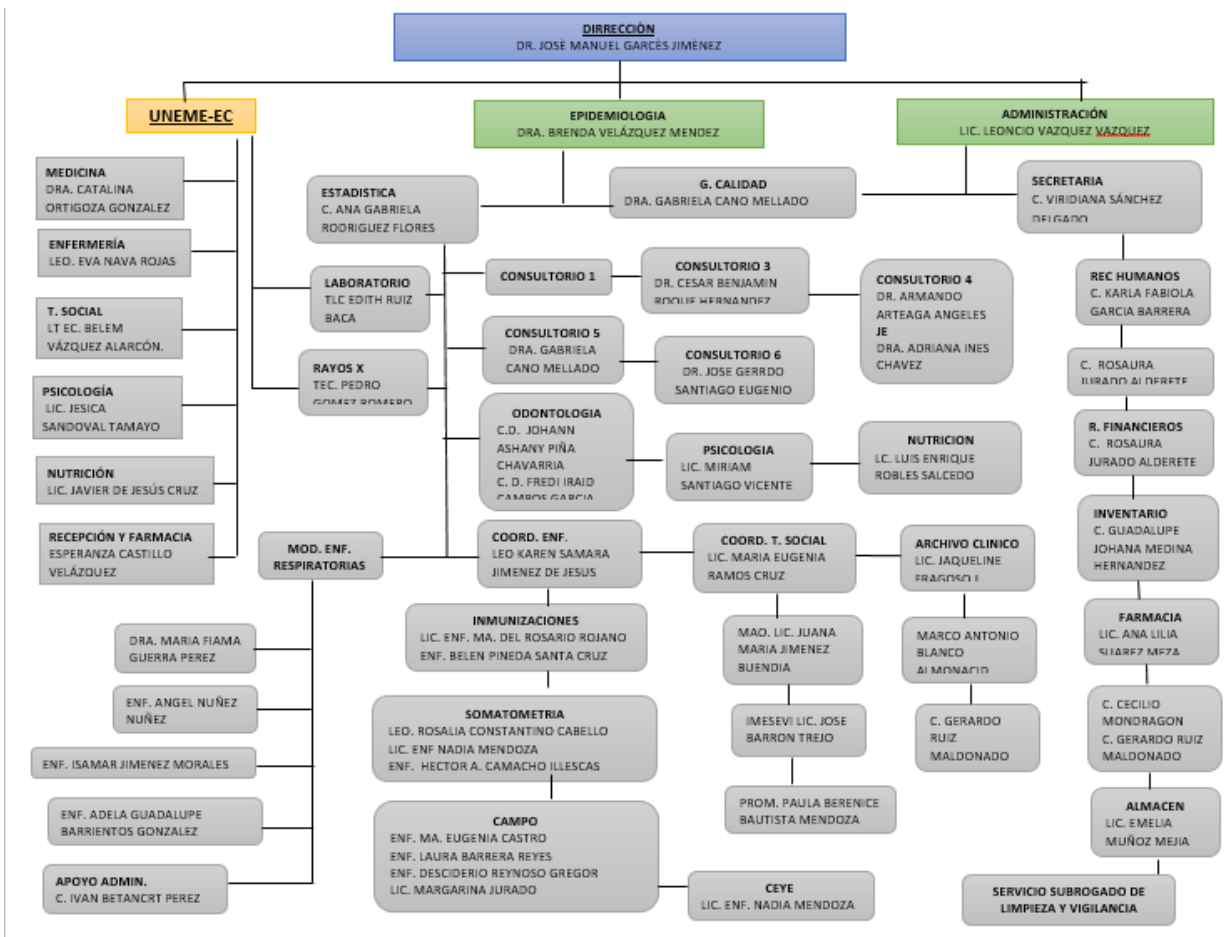 DIRRECCIÒN
DR. JOSÈ MANUEL GARCÈS JIMÈNEZ
UNEME-EC
EPIDEMIOLOGIA
DRA. BRENDA VELÁZQUEZ MENDEZ
ADMINISTRACIÓN
LIC. LEONCIO VAZQUEZ VAZQUEZ
MEDICINA
DRA. CATALINA
ORTIGOZA GONZALEZ
ENFERMERÍA
LEO. EVA NAVA ROJAS
T. SOCIAL
LT EC. BELEM
VÁZQUEZ ALARCÓN.
PSICOLOGÍA
LIC. JESICA
SANDOVAL TAMAYO
NUTRICIÓN
LIC. JAVIER DE JESÚS CRUZ
RECEPCIÓN Y FARMACIA
ESPERANZA CASTILLO
VELÁZQUEZ
ESTADISTICA
C. ANA GABRIELA
RODRIGUEZ FLORES
G. CALIDAD
DRA. GABRIELA CANO MELLADO
SECRETARIA
C. VIRIDIANA SÁNCHEZ
DELGADO
LABORATORIO
TLC EDITH RUIZ
BACA
RAYOS X
TEC. PEDRO
GOMEZ ROMERO
CONSULTORIO 1
CONSULTORIO 3
DR. CESAR BENJAMIN
ROQUE HERNANDEZ
CONSULTORIO 4
DR. ARMANDO
ARTEAGA ANGELES
JE
DRA. ADRIANA INES
CHAVEZ
CONSULTORIO 5
DRA. GABRIELA
CANO MELLADO
CONSULTORIO 6
DR. JOSE GERRDO
SANTIAGO EUGENIO
ODONTOLOGIA
C.D. JOHANN
ASHANY PIÑA
CHAVARRIA
C. D. FREDI IRAID
CAMPOS GARCIA
PSICOLOGIA
LIC. MIRIAM
SANTIAGO VICENTE
NUTRICION
LC. LUIS ENRIQUE
ROBLES SALCEDO
MOD. ENF.
RESPIRATORIAS
COORD. ENF.
LEO KAREN SAMARA
JIMENEZ DE JESUS
COORD. T. SOCIAL
LIC. MARIA EUGENIA
RAMOS CRUZ
ARCHIVO CLINICO
LIC. JAQUELINE
FRAGOSO
DRA. MARIA FIAMA
GUERRA PEREZ
ENF. ANGEL NUÑEZ
NUÑEZ
ENF. ISAMAR JIMENEZ MORALES
ENF. ADELA GUADALUPE
BARRIENTOS GONZALEZ
APOYO ADMIN.
C. IVAN BETANCRT PEREZ
INMUNIZACIONES
LIC. ENF. MA. DEL ROSARIO ROJANO
ENF. BELEN PINEDA SANTA CRUZ
SOMATOMETRIA
LEO. ROSALIA CONSTANTINO CABELLO
LIC. ENF NADIA MENDOZA
ENF. HECTOR A. CAMACHO ILLESCAS
CAMPO
ENF. MA. EUGENIA CASTRO
ENF. LAURA BARRERA REYES
ENF. DESCIDERIO REYNOSO GREGOR
LIC. MARGARINA JURADO
CEYE
LIC. ENF. NADIA MENDOZA
MAO. LIC. JUANA
MARIA JIMENEZ
BUENDIA
IMESEVI LIC. JOSE
BARRON TREJO
PROM. PAULA BERENICE
BAUTISTA MENDOZA
MARCO ANTONIO
BLANCO
ALMONACID
C. GERARDO
RUIZ
MALDONADO
REC HUMANOS
C. KARLA FABIOLA
GARCIA BARRERA
C. ROSAURA
JURADO ALDERETE
R. FINANCIEROS
C. ROSAURA
JURADO ALDERETE
INVENTARIO
C. GUADALUPE
JOHANA MEDINA
HERNANDEZ
FARMACIA
LIC. ANA LILIA
SUAREZ MEZA
C. CECILIO
MONDRAGON
C. GERARDO RUIZ
MALDONADO
ALMACEN
LIC. EMELIA
MUÑOZ MEJIA
SERVICIO SUBROGADO DE
LIMPIEZA Y VIGILANCIA